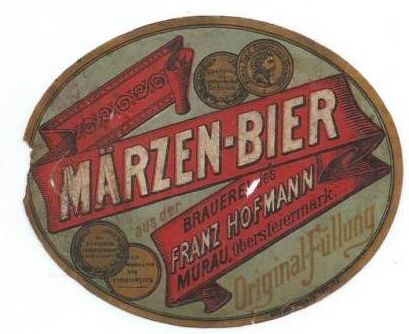 MÄRZEN-BIER
aus der
BRAUEREI des
FRANZ HOFMANN
MURAU, Obersteiermark.
Original-Füllung